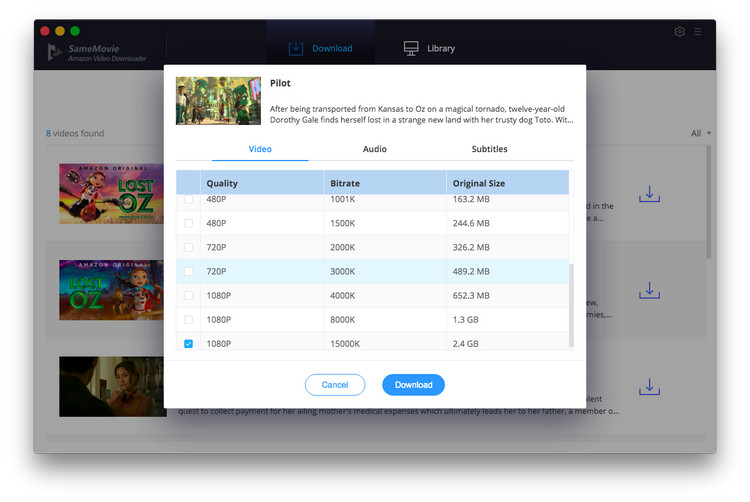 SameMovie
Amazon Video Downloader
Download
Library
8 videos found
All
Pilot
After being transported from Kansas to Oz on a magical tornado, twelve-year-old
Dorothy Gale finds herself lost in a strange new land with her trusty dog Toto. Wit...
Video Audio Subtitles
Quality Bitrate Original Size
480P 1001K 163.2 MB
480P 1500K 244.6 MB
720P 2000K 326.2 MB
720P 3000K 489.2 MB
1080P 4000K 652.3 MB
1080P 8000K 1.3 GB
1080P 15000K 2.4 GB
Cancel Download
AMAZON ORIGINAL
LOST
IN
OZ
d in the
e a...
AMAZON ORIGINAL
LOST
IN
OZ
ew,
emies,...
ulent
quest to collect payment for her ailing mother's medical expenses which ultimately leads her to her father, a member o...